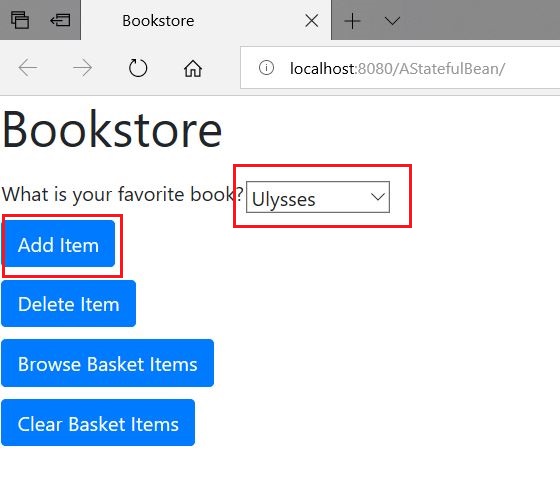 Bookstore
localhost:8080/AStatefulBean/
Bookstore
What is your favorite book? Ulysses
Add Item
Delete Item
Browse Basket Items
Clear Basket Items